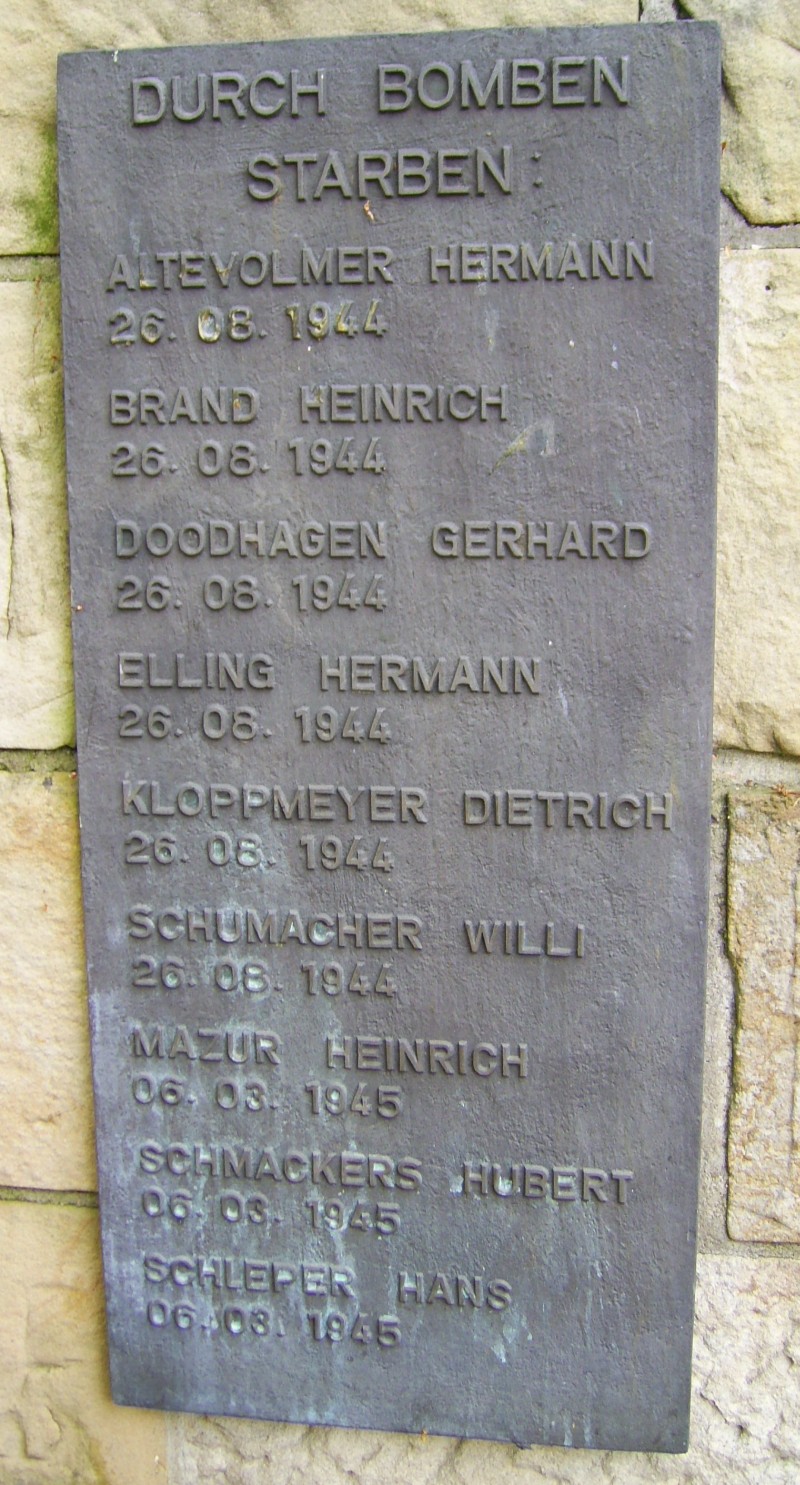 DURCH BOMBEN
STARBEN:
ALTEVOLMER HERMANN
26. 08. 1944
BRAND HEINRICH
26. 08. 1944
DOODHAGEN GERHARD
26. 08. 1944
ELLING HERMANN
26. 08. 1944
KLOPPMEYER DIETRICH
26. 08. 1944
SCHUMACHER WILLI
26. 08. 1944
MAZUR HEINRICH
06. 03. 1945
SCHMACKERS HUBERT
06. 03. 1945
SCHLEPER HANS
06. 03. 1945